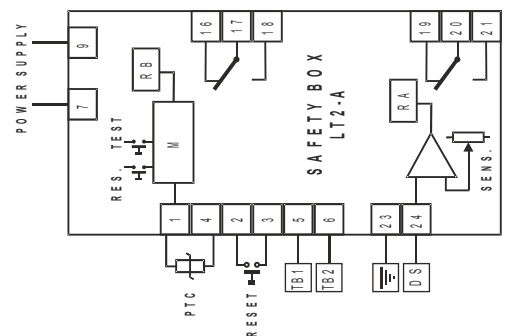 POWER SUPPLY
9
7
16
17
18
19
20
21
RB
M
RES. TEST
SAFETY BOX
LT2-A
RA
SENS.
1
4
2
3
5
6
23
24
PTC
RESET
TB1
TB2
DS